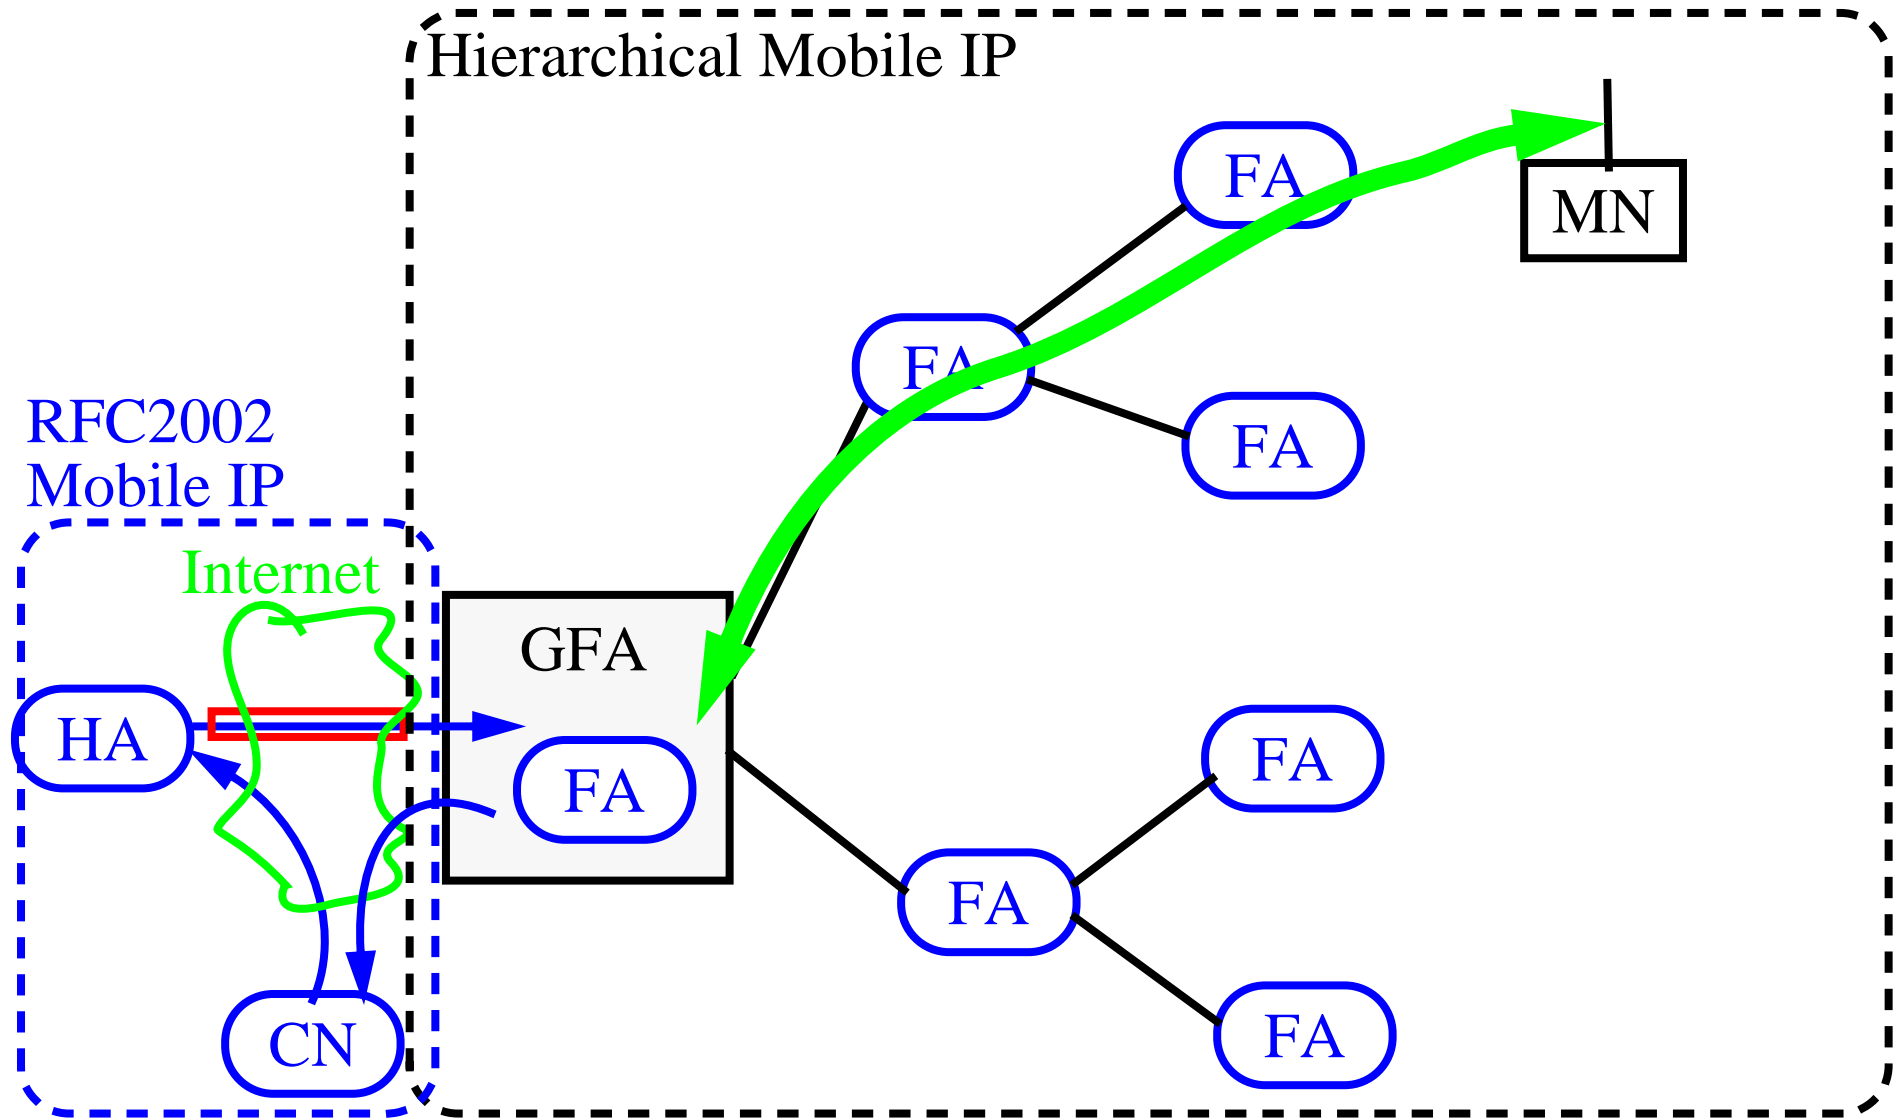 Hierarchical Mobile IP
FA
MN
FA
FA
RFC2002
Mobile IP
Internet
GFA
HA
FA
FA
FA
CN
FA